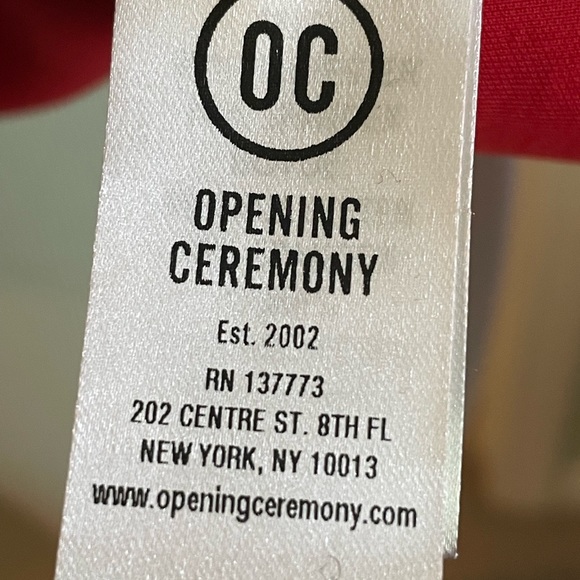 OC
OPENING
CEREMONY
Est. 2002
RN 137773
202 CENTRE ST. 8TH FL
NEW YORK, NY 10013
www.openingceremony.com